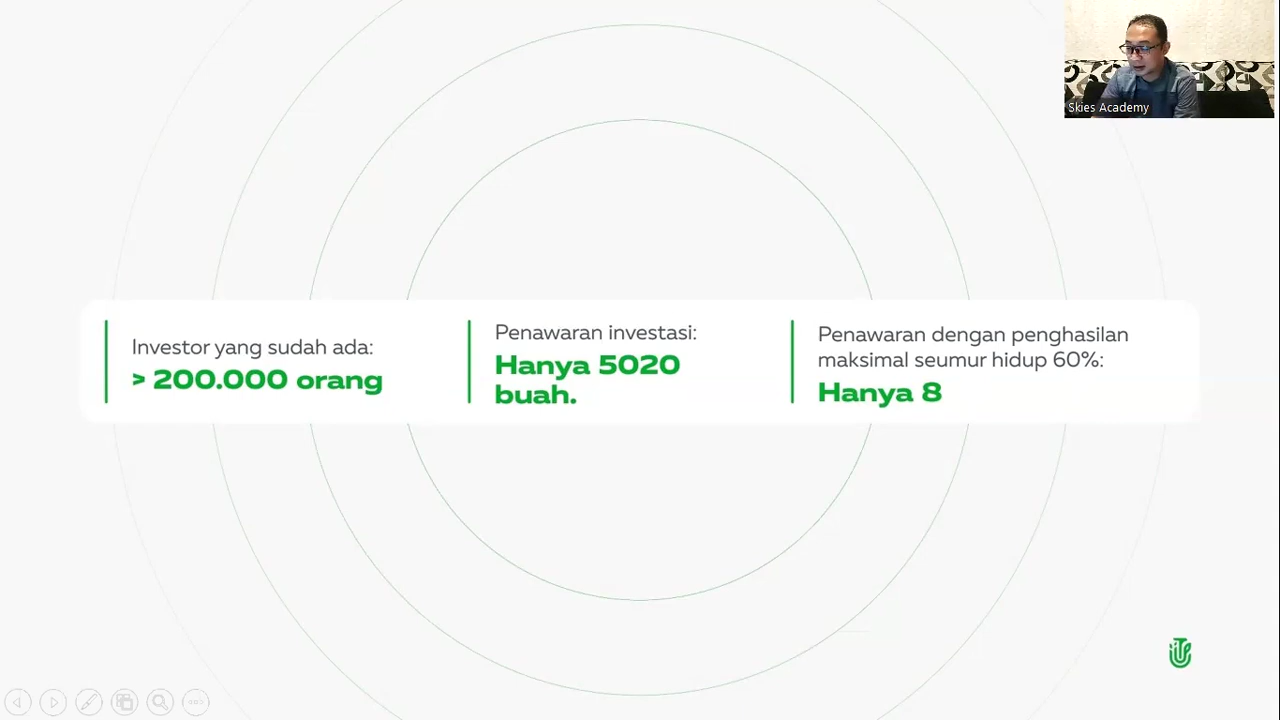 Skies Academy
Investor yang sudah ada:
> 200.000 orang
Penawaran investasi:
Hanya 5020
buah.
Penawaran dengan penghasilan
maksimal seumur hidup 60%:
Hanya 8